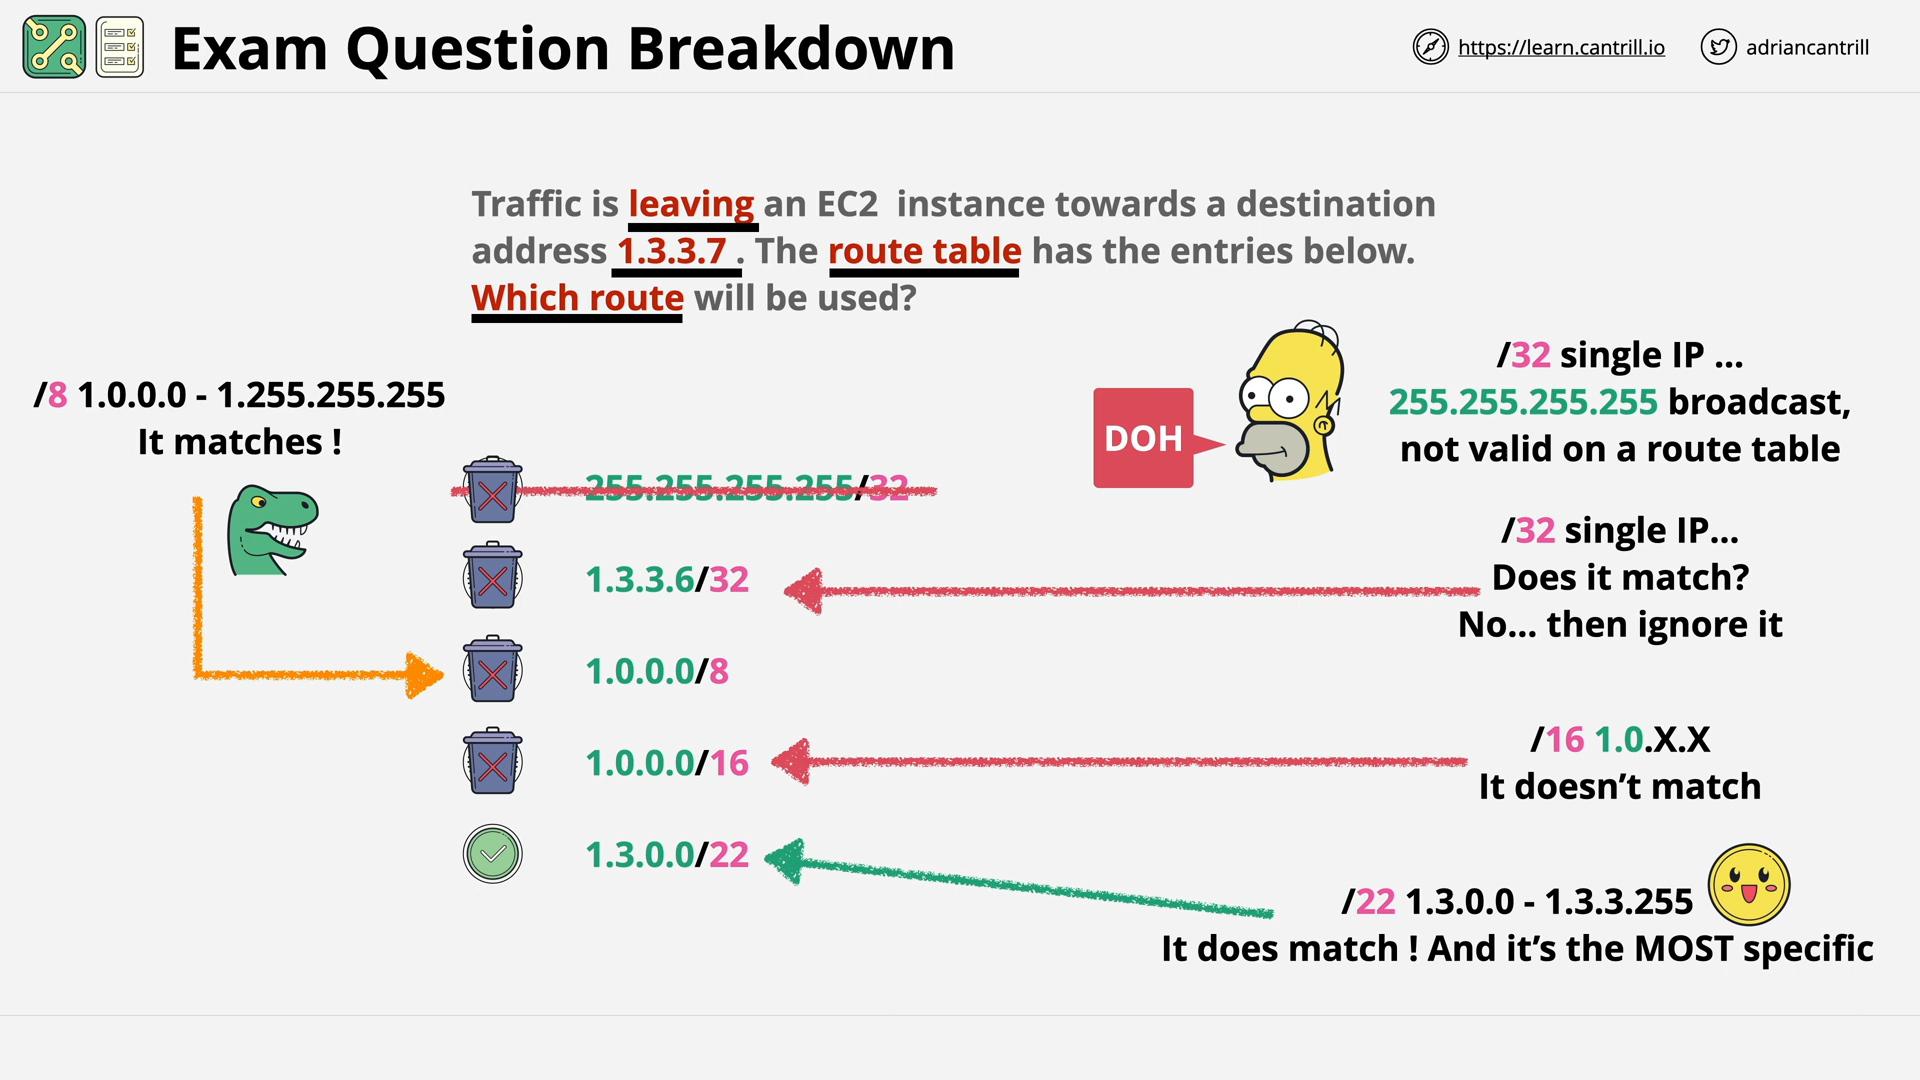 Exam Question Breakdown
https://learn.cantrill.io
adriancantrill
Traffic is leaving an EC2 instance towards a destination
address 1.3.3.7 . The route table has the entries below.
Which route will be used?
/8 1.0.0.0 - 1.255.255.255
It matches !
DOH
/32 single IP ...
255.255.255.255 broadcast,
not valid on a route table
255.255.255.255/32
1.3.3.6/32
/32 single IP...
Does it match?
No... then ignore it
1.0.0.0/8
1.0.0.0/16
/16 1.0.X.X
It doesn’t match
1.3.0.0/22
/22 1.3.0.0 - 1.3.3.255
It does match ! And it’s the MOST specific